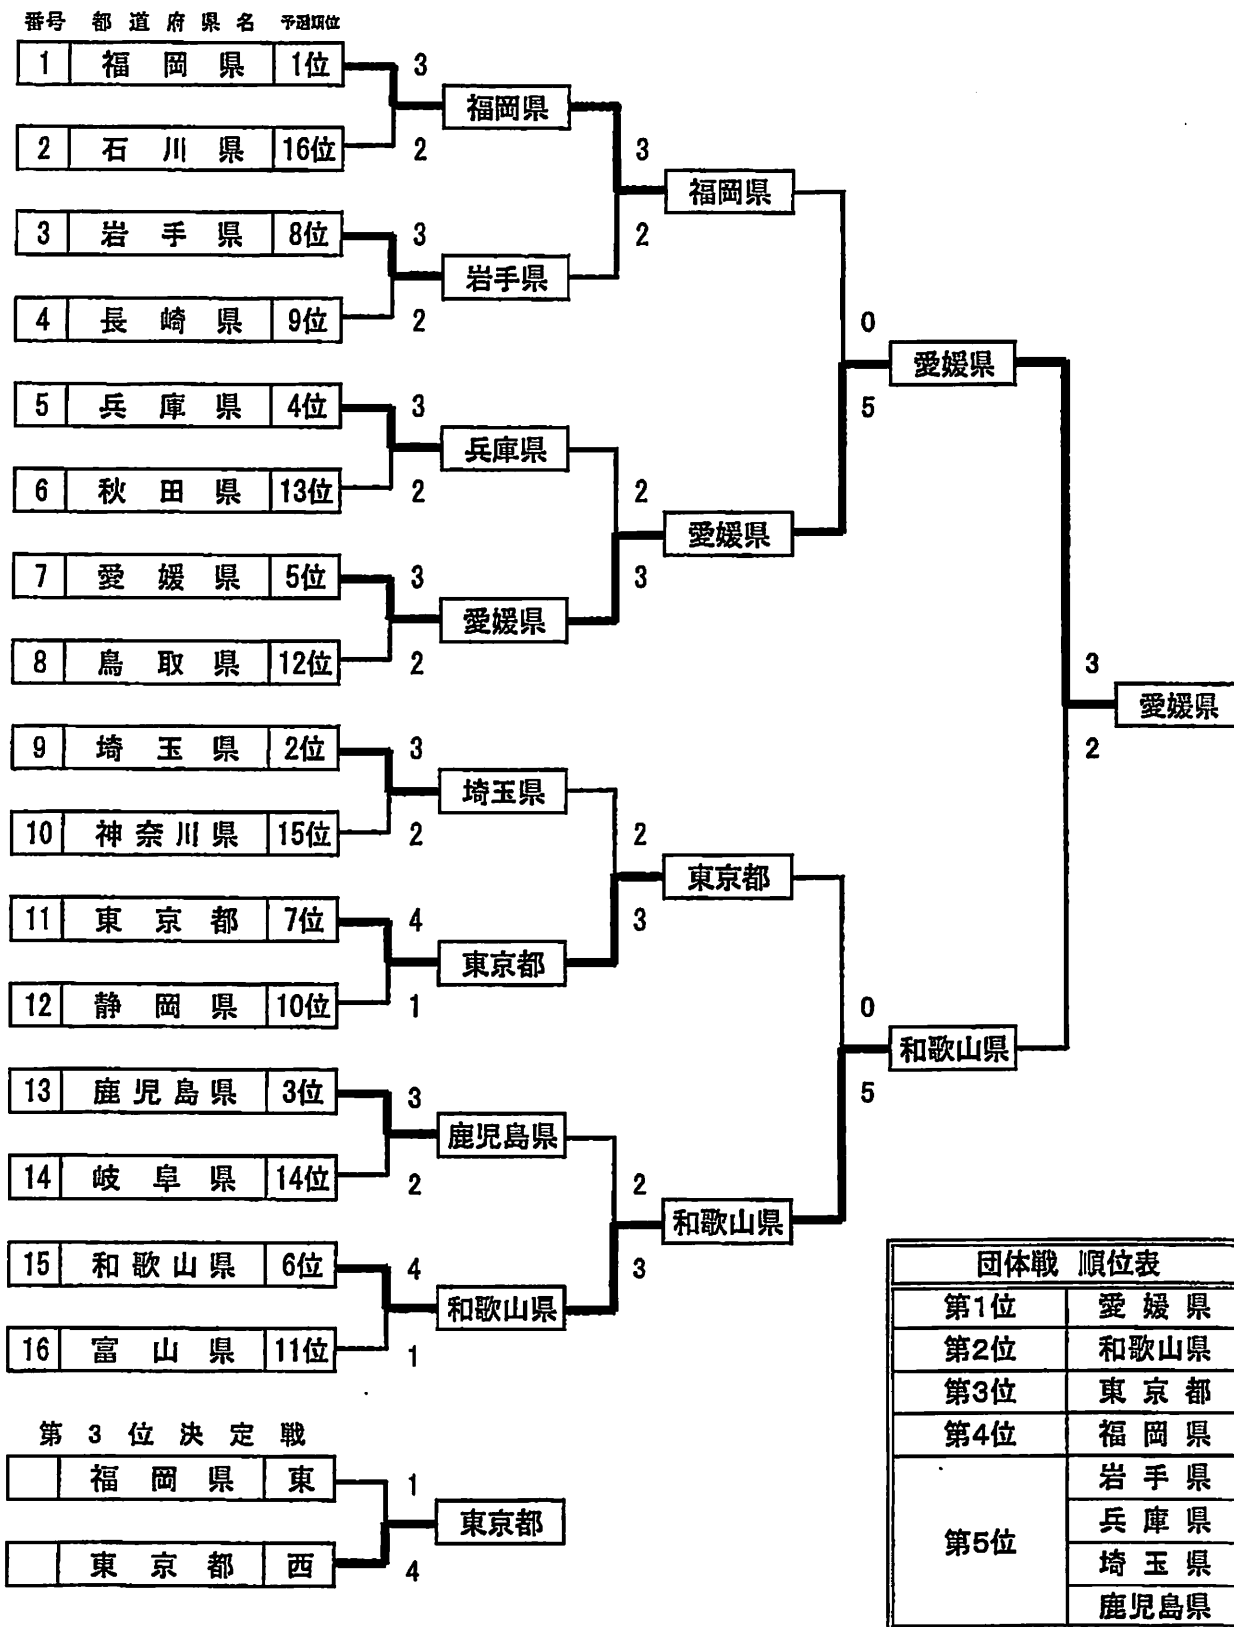 番号 都道府県名 予選順位
1 福岡県 1位 3
福岡県
2 石川県 16位 2
3
福岡県
3 岩手県 8位 3
2
岩手県
4 長崎県 9位 2
0
愛媛県
5 兵庫県 4位 3
5
兵庫県
6 秋田県 13位 2
2
愛媛県
7 愛媛県 5位 3
3
愛媛県
8 鳥取県 12位 2
3
愛媛県
9 埼玉県 2位 3
2
埼玉県
10 神奈川県 15位 2
2
東京都
11 東京都 7位 4
3
東京都
12 静岡県 10位 1
0
和歌山県
13 鹿児島県 3位 3
5
鹿児島県
14 岐阜県 14位 2
2
和歌山県
15 和歌山県 6位 4
3
和歌山県
16 富山県 11位 1
第3位決定戦
福岡県 東 1
東京都
東京都 西 4
団体戦 順位表
第1位 愛媛県
第2位 和歌山県
第3位 東京都
第4位 福岡県
第5位 岩手県
兵庫県
埼玉県
鹿児島県